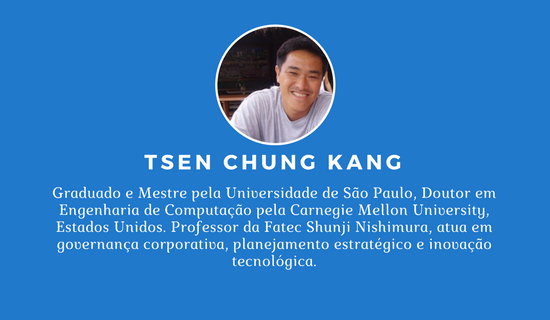 TSEN CHUNG KANG
Graduado e Mestre pela Universidade de São Paulo, Doutor em
Engenharia de Computação pela Carnegie Mellon University,
Estados Unidos. Professor da Fatec Shunji Nishimura, atua em
governança corporativa, planejamento estratégico e inovação
tecnológica.